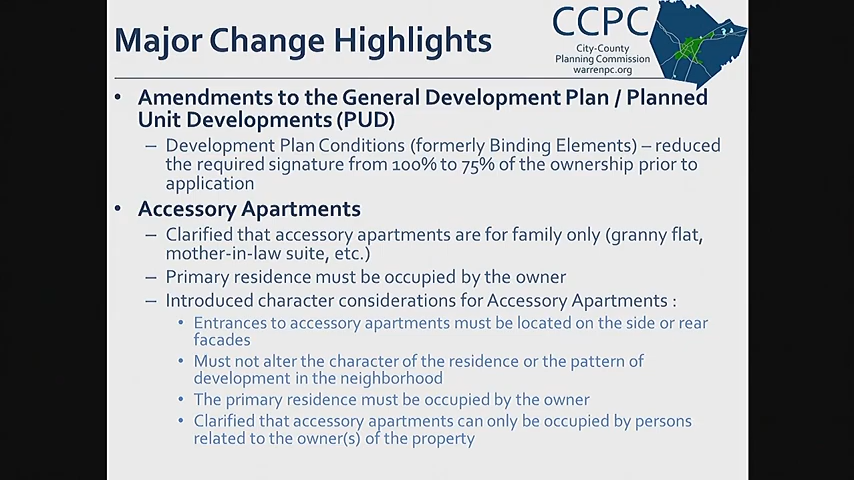 Major Change Highlights
CCPC
City-County
Planning Commission
warrenpc.org
• Amendments to the General Development Plan / Planned
Unit Developments (PUD)
– Development Plan Conditions (formerly Binding Elements) – reduced
the required signature from 100% to 75% of the ownership prior to
application
• Accessory Apartments
– Clarified that accessory apartments are for family only (granny flat,
mother-in-law suite, etc.)
– Primary residence must be occupied by the owner
– Introduced character considerations for Accessory Apartments :
• Entrances to accessory apartments must be located on the side or rear
facades
• Must not alter the character of the residence or the pattern of
development in the neighborhood
• The primary residence must be occupied by the owner
• Clarified that accessory apartments can only be occupied by persons
related to the owner(s) of the property